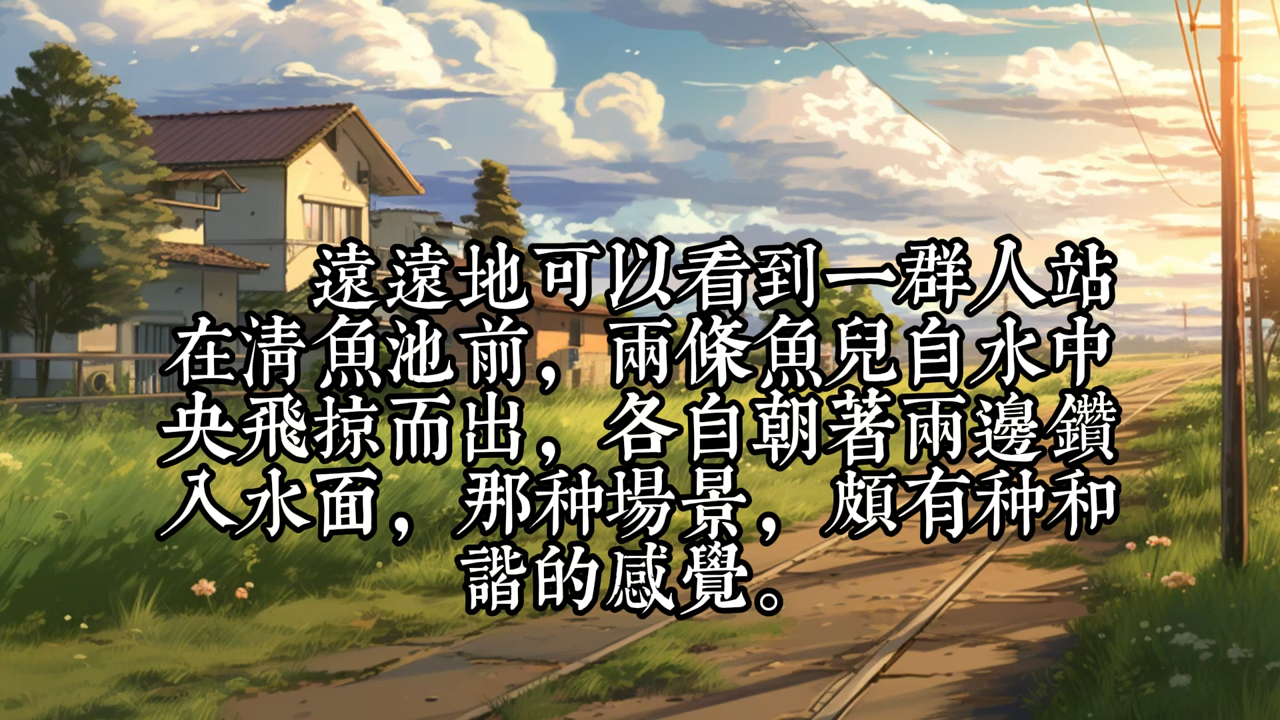 遠遠地可以看到一群人站
在清魚池前，兩條魚兒自水中
央飛掠而出，各自朝著兩邊鑽
入水面，那种場景，頗有种和
諧的感覺。